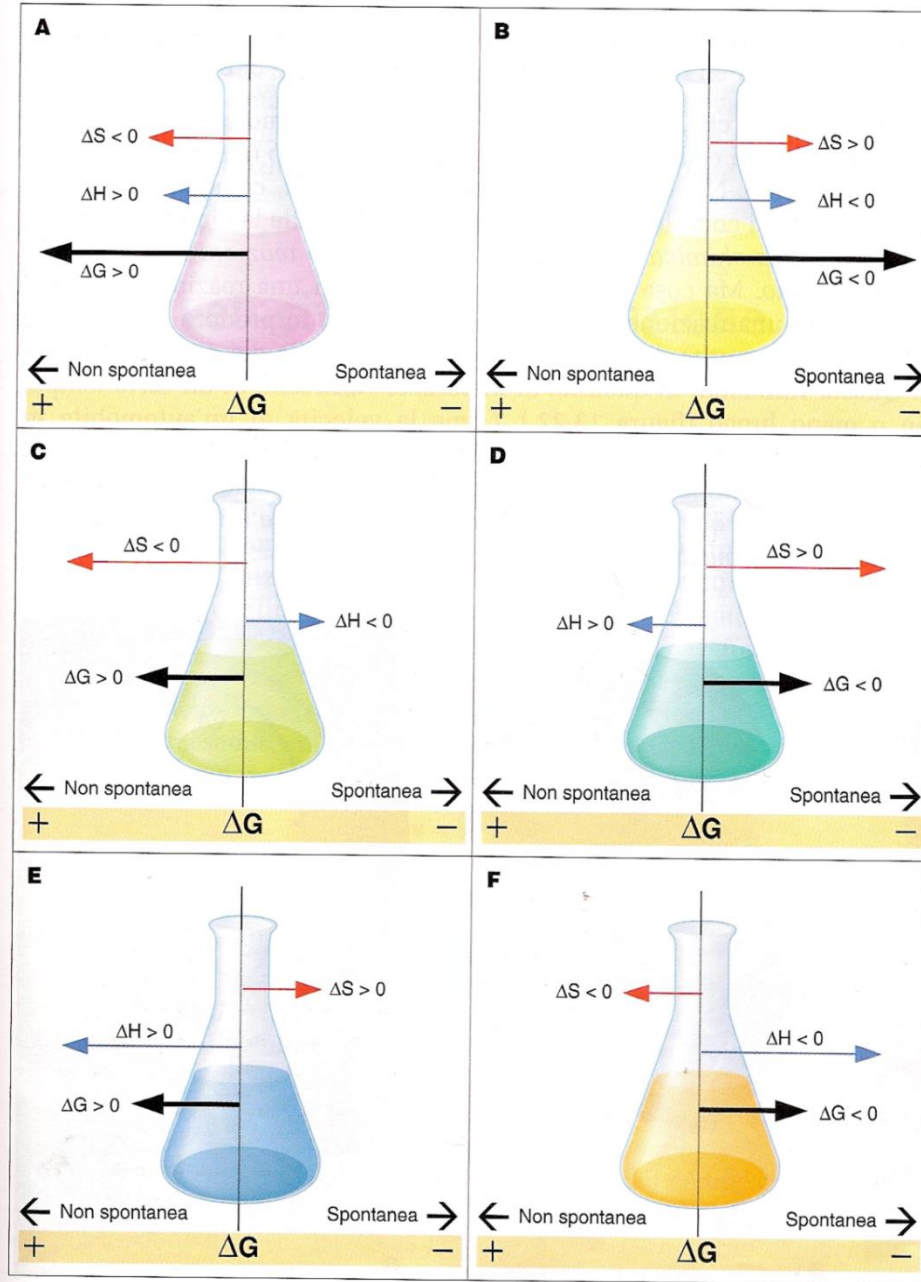 A
ΔS < 0
ΔH > 0
ΔG > 0
← Non spontanea Spontanea →
+ ΔG −
B
ΔS > 0
ΔH < 0
ΔG < 0
← Non spontanea Spontanea →
+ ΔG −
C
ΔS < 0
ΔH < 0
ΔG > 0
← Non spontanea Spontanea →
+ ΔG −
D
ΔS > 0
ΔH > 0
ΔG < 0
← Non spontanea Spontanea →
+ ΔG −
E
ΔS > 0
ΔH > 0
ΔG > 0
← Non spontanea Spontanea →
+ ΔG −
F
ΔS < 0
ΔH < 0
ΔG < 0
← Non spontanea Spontanea →
+ ΔG −